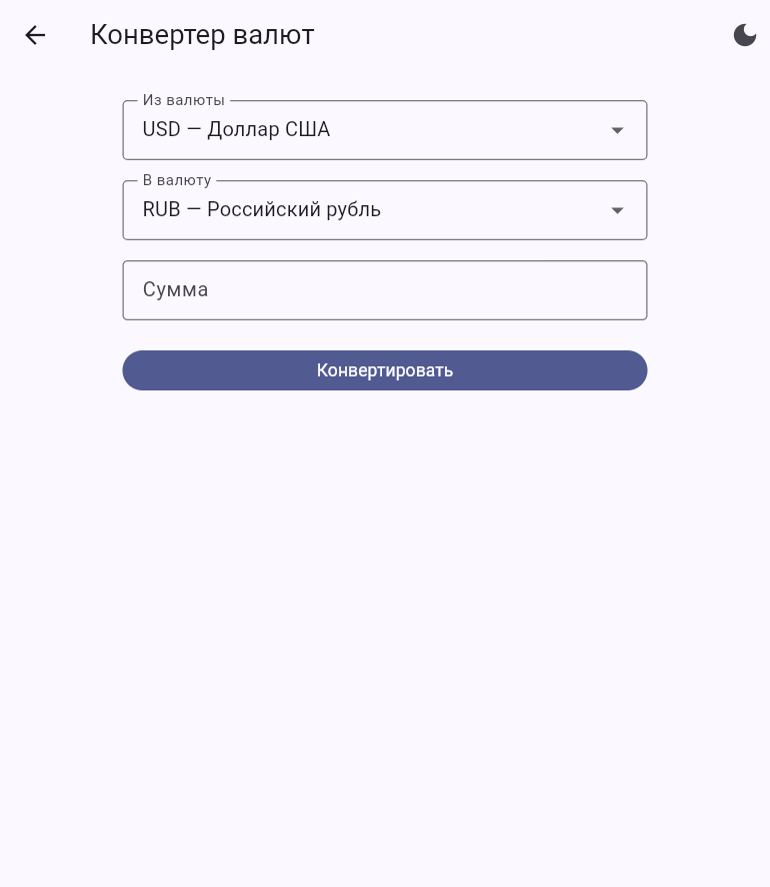 Конвертер валют
Из валюты
USD — Доллар США
В валюту
RUB — Российский рубль
Сумма
Конвертировать